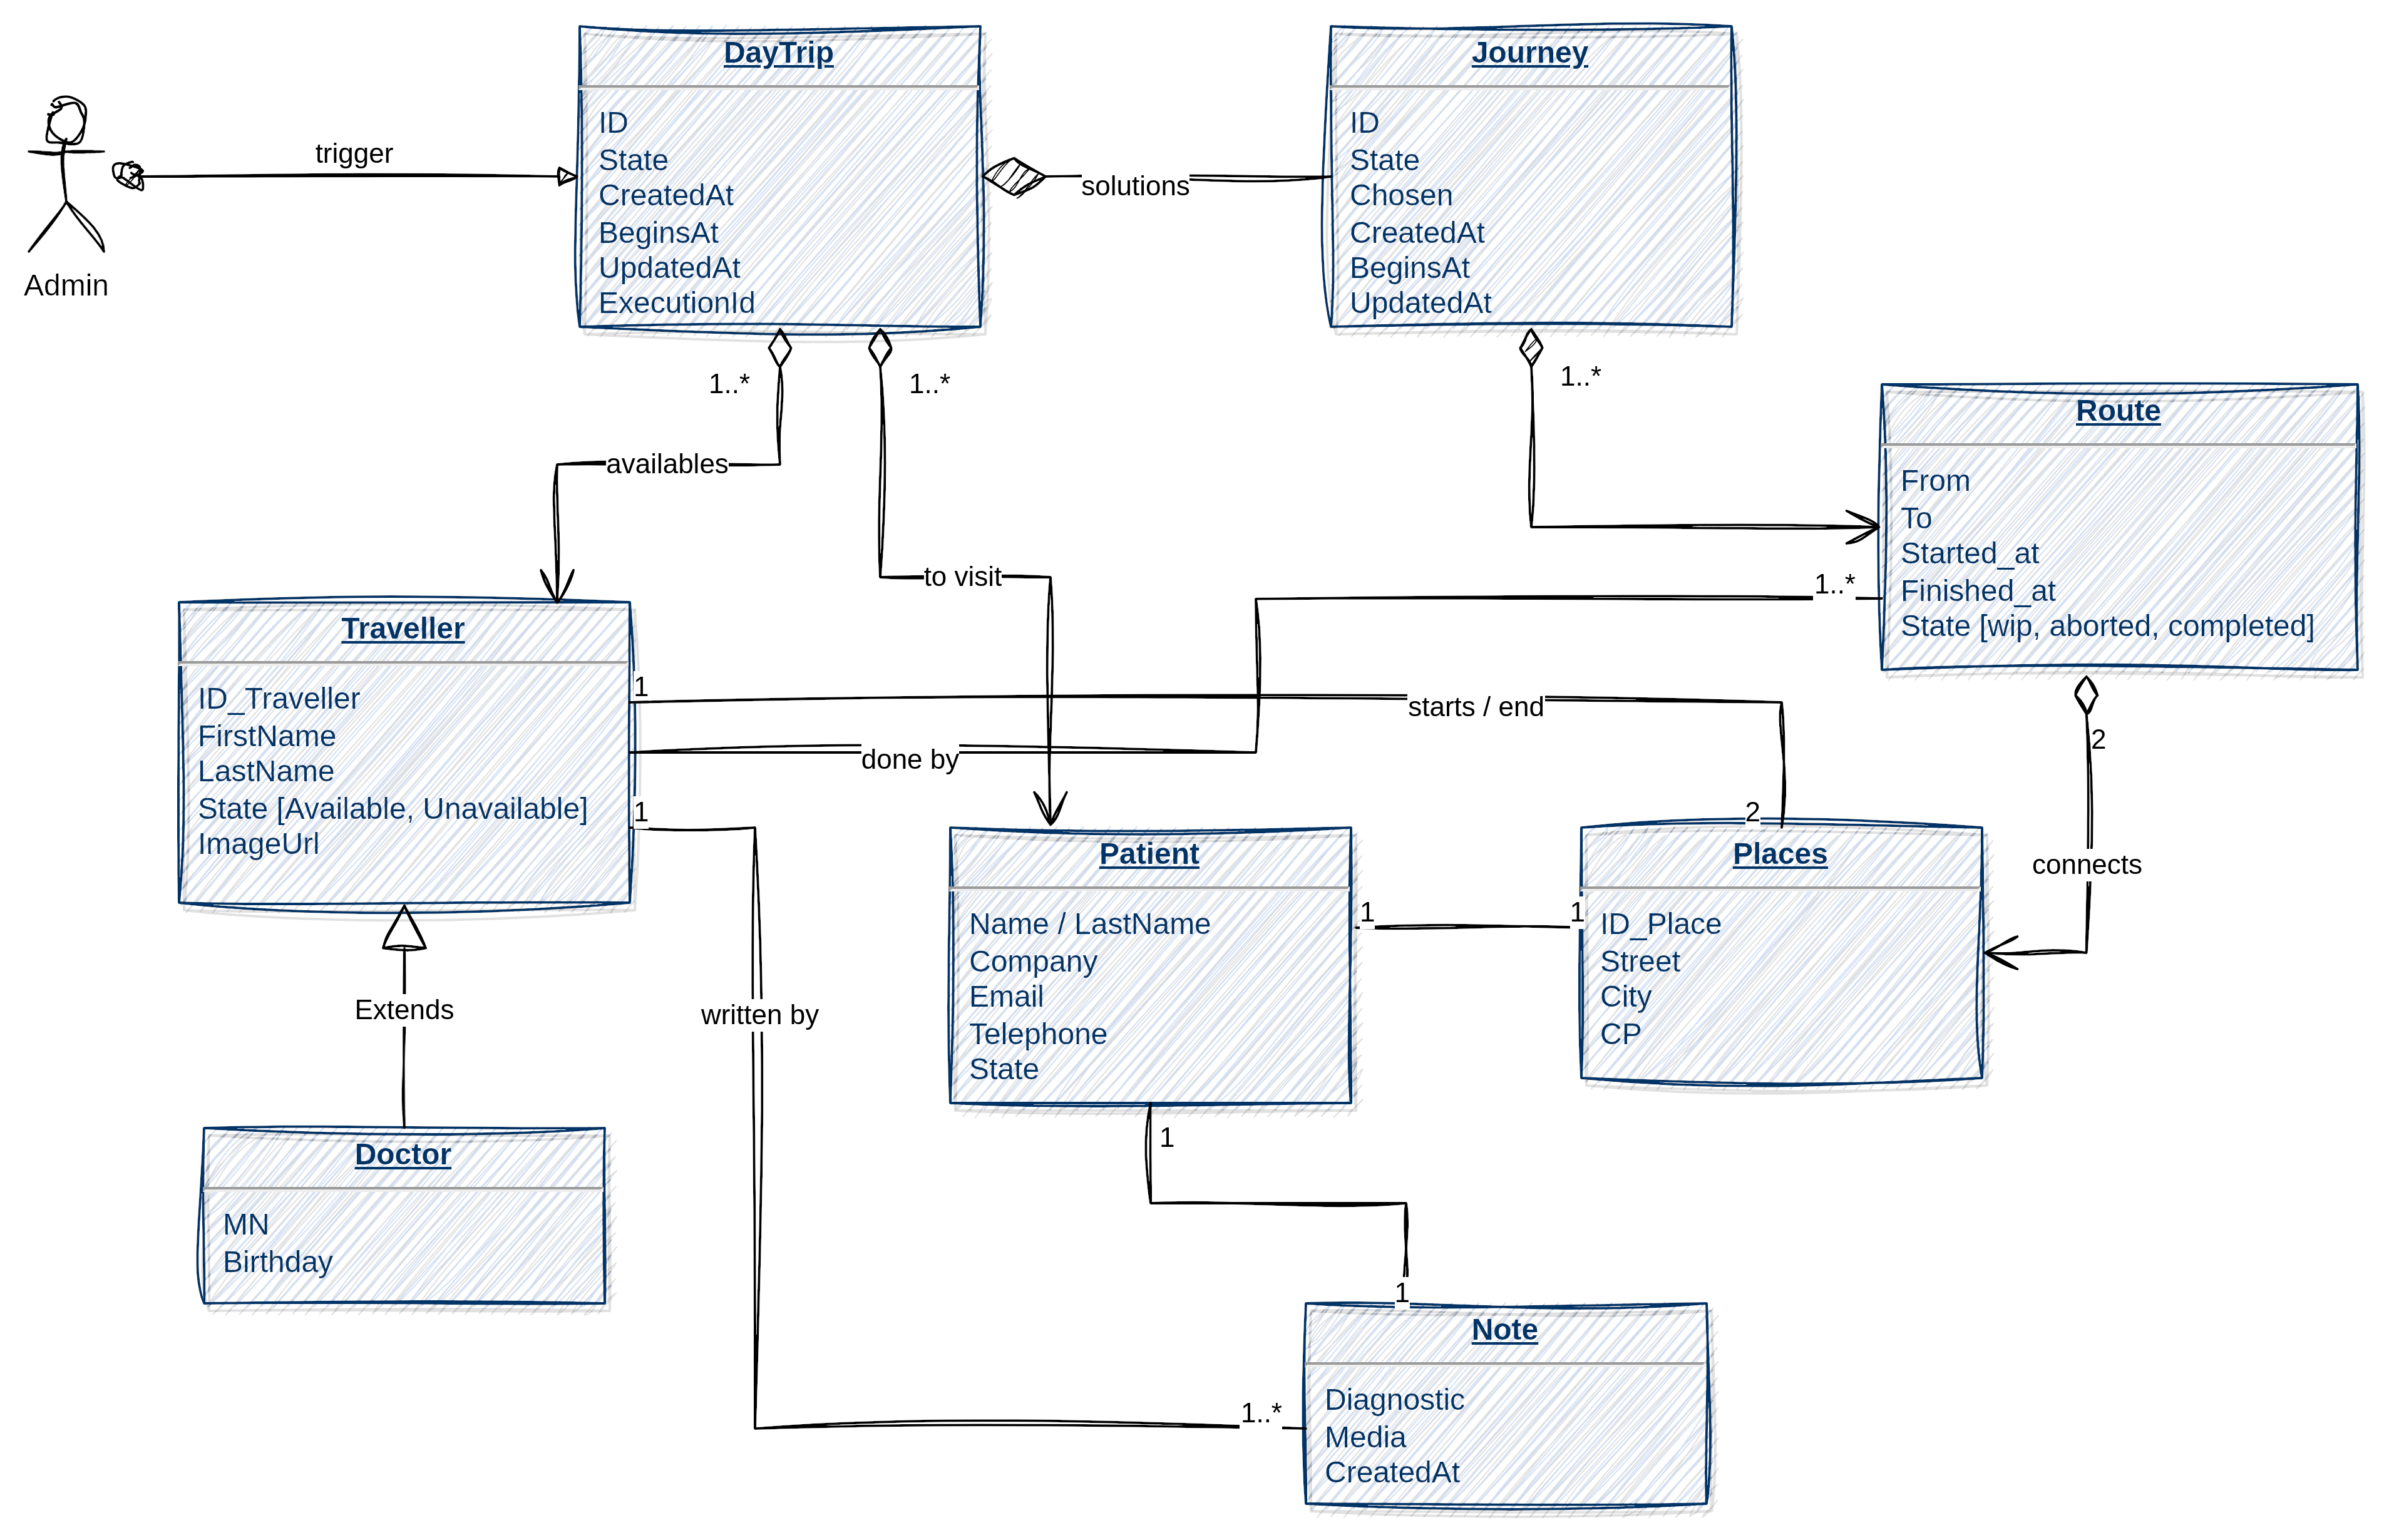 DayTrip
ID
State
CreatedAt
BeginsAt
UpdatedAt
ExecutionId
Journey
ID
State
Chosen
CreatedAt
BeginsAt
UpdatedAt
trigger
Admin
solutions
1..*
1..*
1..*
availables
to visit
Route
From
To
Started_at
Finished_at
State [wip, aborted, completed]
1..*
Traveller
ID_Traveller
FirstName
LastName
State [Available, Unavailable]
ImageUrl
1
starts / end
2
done by
1
2
connects
Patient
Name / LastName
Company
Email
Telephone
State
1
1
Places
ID_Place
Street
City
CP
Extends
written by
Doctor
MN
Birthday
1
1
Note
Diagnostic
Media
CreatedAt
1..*